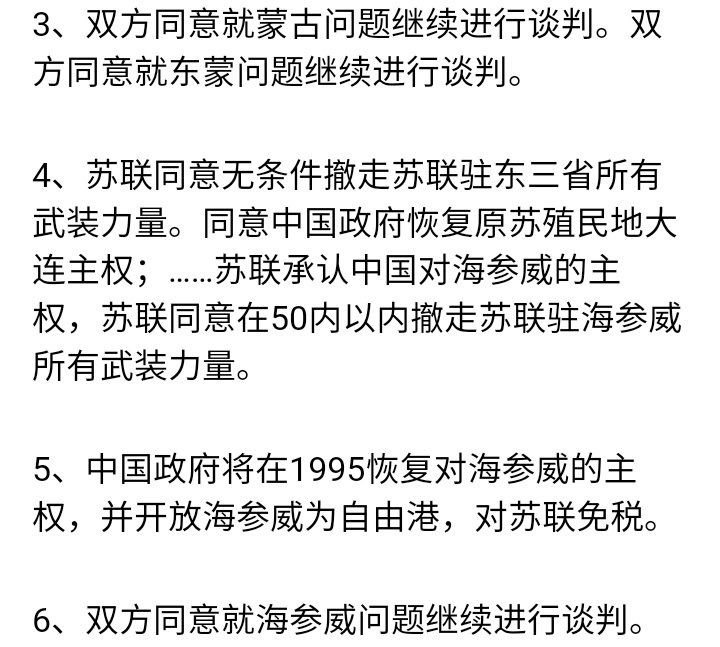 3、双方同意就蒙古问题继续进行谈判。双
方同意就东蒙问题继续进行谈判。
4、苏联同意无条件撤走苏联驻东三省所有
武装力量。同意中国政府恢复原苏殖民地大
连主权；……苏联承认中国对海参威的主
权，苏联同意在50内以内撤走苏联驻海参威
所有武装力量。
5、中国政府将在1995恢复对海参威的主
权，并开放海参威为自由港，对苏联免税。
6、双方同意就海参威问题继续进行谈判。